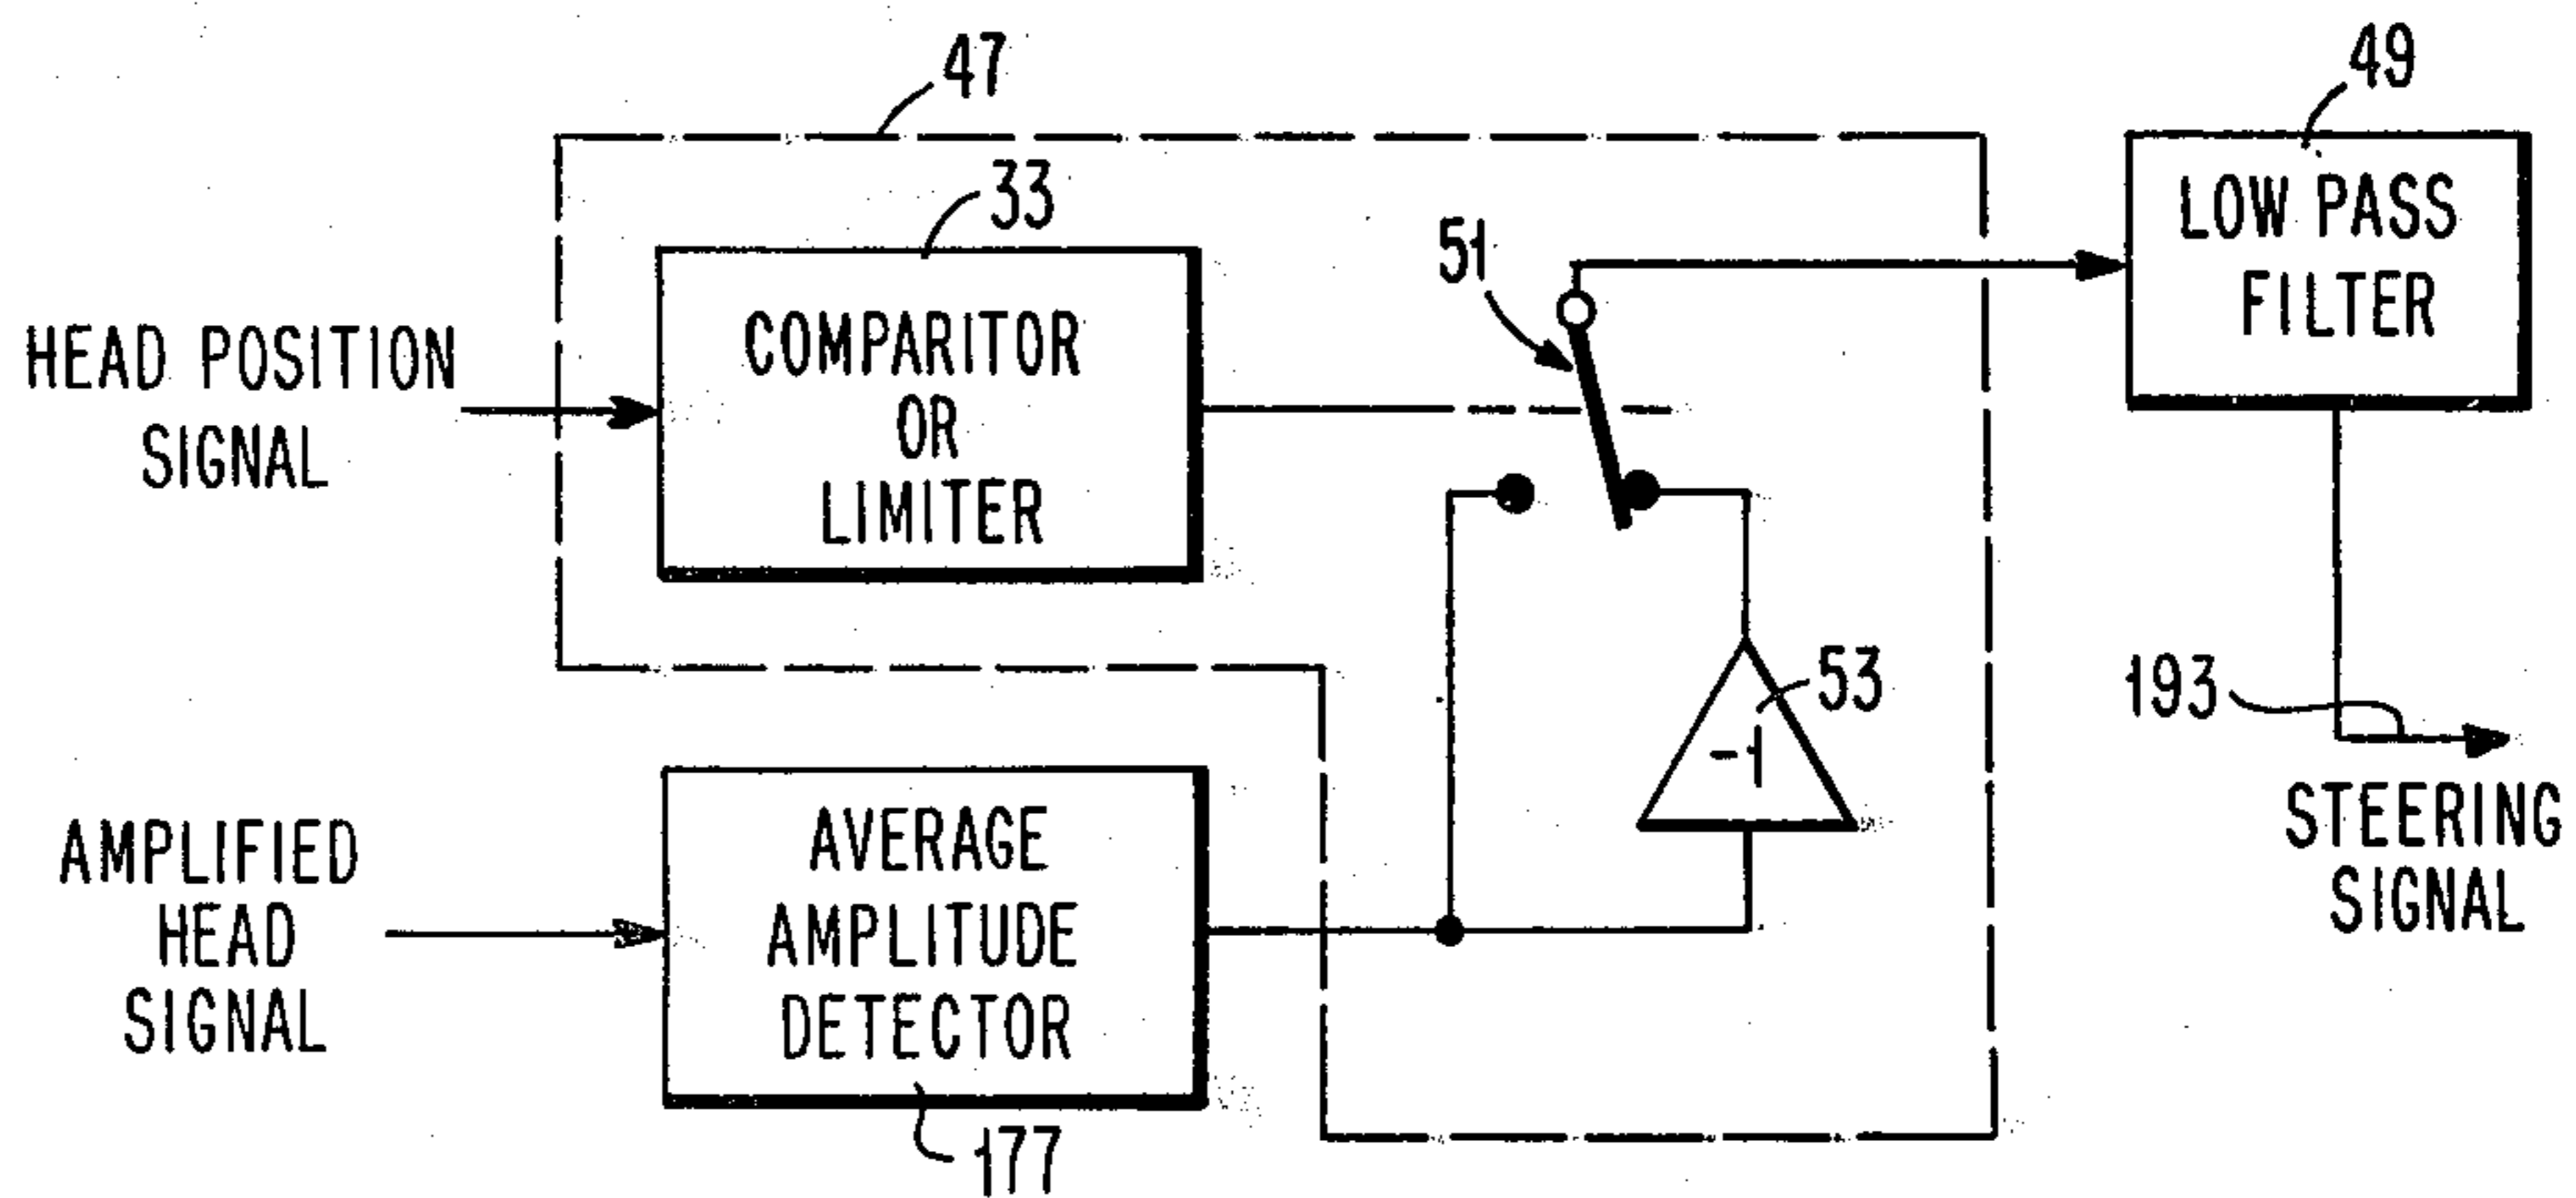 47
49
33
LOW PASS
FILTER
51
HEAD POSITION
SIGNAL
COMPARITOR
OR
LIMITER
53
-1
193
STEERING
SIGNAL
AMPLIFIED
HEAD
SIGNAL
AVERAGE
AMPLITUDE
DETECTOR
177